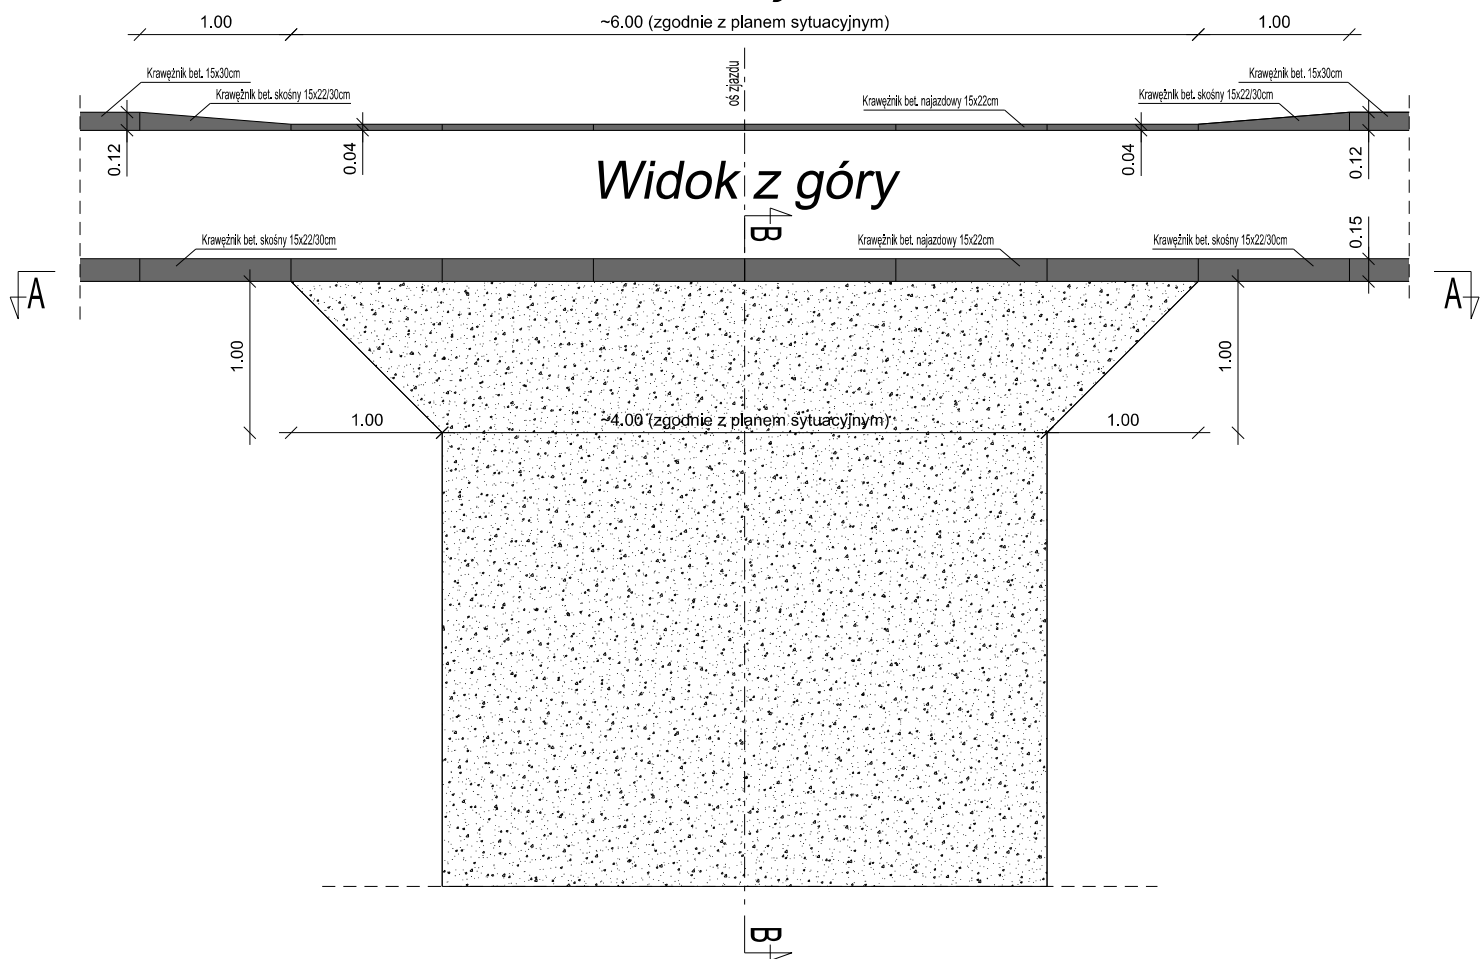 1.00
~6.00 (zgodnie z planem sytuacyjnym)
1.00
Krawężnik bet. 15x30cm
Krawężnik bet. skośny 15x22/30cm
oś zjazdu
Krawężnik bet. najazdowy 15x22cm
Krawężnik bet. 15x30cm
Krawężnik bet. skośny 15x22/30cm
0.12
0.04
0.04
0.12
Widok z góry
B
Krawężnik bet. skośny 15x22/30cm
Krawężnik bet. najazdowy 15x22cm
Krawężnik bet. skośny 15x22/30cm
0.15
A
A
1.00
1.00
1.00
~4.00 (zgodnie z planem sytuacyjnym)
1.00
B